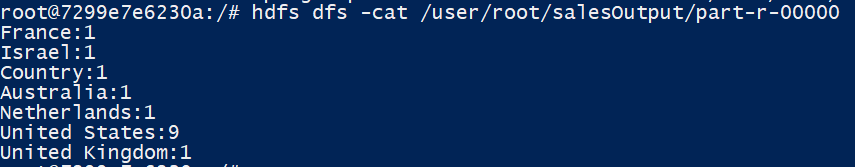 root@7299e7e6230a:/# hdfs dfs -cat /user/root/salesOutput/part-r-00000
France:1
Israel:1
Country:1
Australia:1
Netherlands:1
United States:9
United Kingdom:1